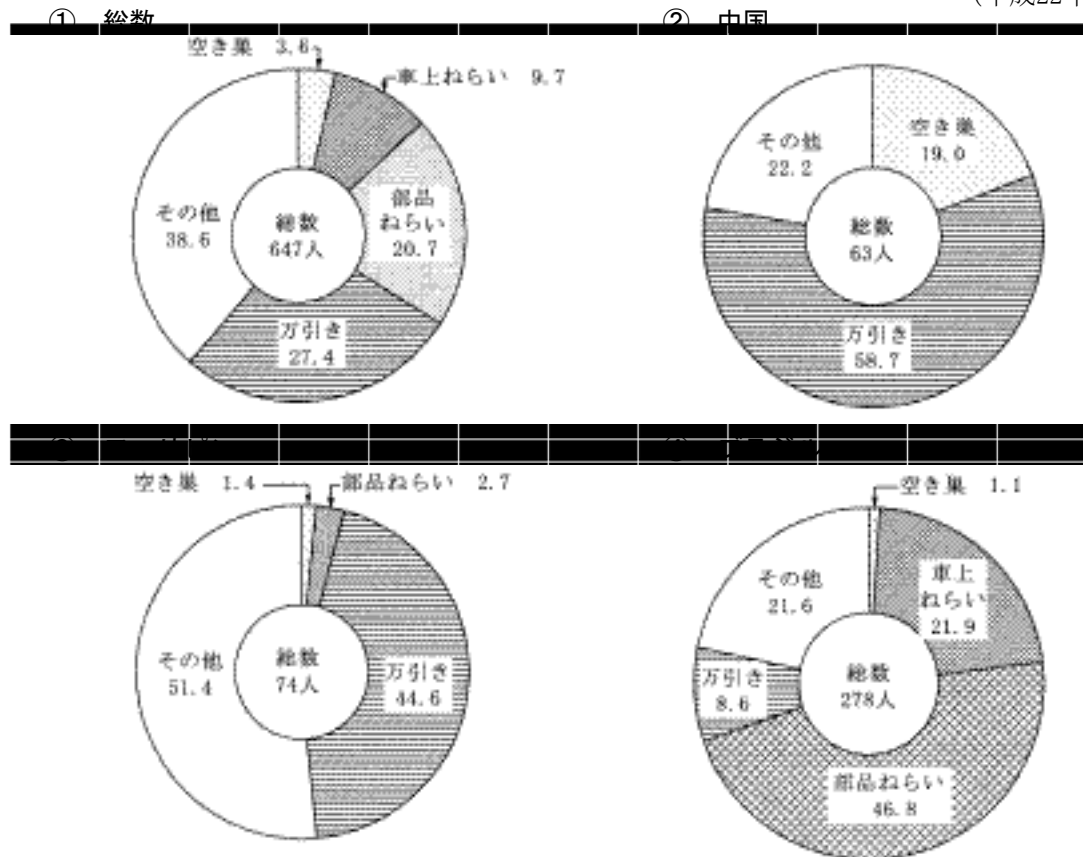 (平成22年
① 総数
② 中国
空き巣 3.6
車上ねらい 9.7
部品
ねらい
20.7
万引き
27.4
その他
38.6
総数
647人
空き巣
19.0
万引き
58.7
その他
22.2
総数
63人
空き巣 1.4
部品ねらい 2.7
万引き
44.6
その他
51.4
総数
74人
空き巣 1.1
車上
ねらい
21.9
部品ねらい
46.8
万引き
8.6
その他
21.6
総数
278人